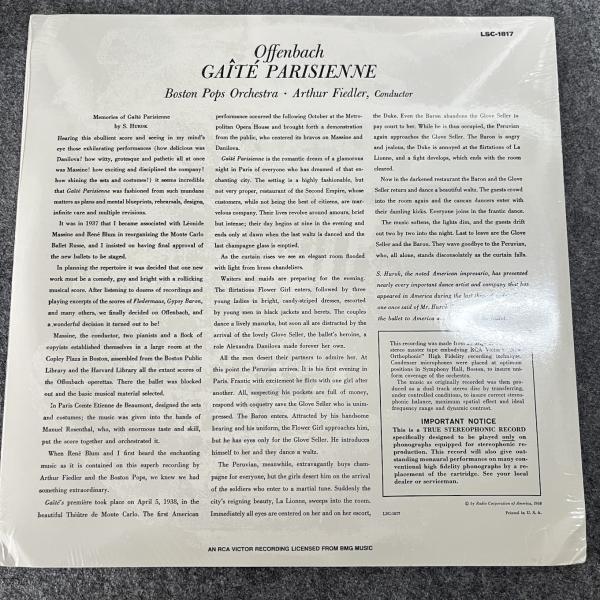 LSC-1817
Offenbach
GAÎTÉ PARISIENNE
Boston Pops Orchestra · Arthur Fiedler, Conductor
Memories of Gaîté Parisienne
by S. HUROK
Hearing this ebullient score and seeing in my mind's
eye those exhilarating performances (how delicious was
Danilova! how witty, grotesque and pathetic all at once
was Massine! how exciting and disciplined the company!
how shining the sets and costumes!) it seems incredible
that Gaîté Parisienne was fashioned from such mundane
matters as plans and mental blueprints, rehearsals, designs,
infinite care and multiple revisions.
It was in 1937 that I became associated with Léonide
Massine and René Blum in reorganizing the Monte Carlo
Ballet Russe, and I insisted on having final approval of
the new ballets to be staged.
In planning the repertoire it was decided that one new
work must be a comedy, gay and bright with a rollicking
musical score. After listening to dozens of recordings and
playing excerpts of the scores of Fledermaus, Gypsy Baron,
and many others, we finally decided on Offenbach, and
a wonderful decision it turned out to be!
Massine, the conductor, two pianists and a flock of
copyists established themselves in a large room at the
Copley Plaza in Boston, assembled from the Boston Public
Library and the Harvard Library all the extant scores of
the Offenbach operettas. There the ballet was blocked
out and the basic musical material selected.
In Paris Comte Etienne de Beaumont, designed the sets
and costumes; the music was given into the hands of
Manuel Rosenthal, who, with enormous taste and skill,
put the score together and orchestrated it.
When René Blum and I first heard the enchanting
music as it is contained on this superb recording by
Arthur Fiedler and the Boston Pops, we knew we had
something extraordinary.
Gaîté's première took place on April 5, 1938, in the
beautiful Théâtre de Monte Carlo. The first American
performance occurred the following October at the Metro-
politan Opera House and brought forth a demonstration
from the public, who centered its bravos on Massine and
Danilova.
Gaîté Parisienne is the romantic dream of a glamorous
night in Paris of everyone who has dreamed of that en-
chanting city. The setting is a highly fashionable, but
not very proper, restaurant of the Second Empire, whose
customers, while not being the best of citizens, are mar-
velous company. Their lives revolve around amours, brief
but intense; their day begins at nine in the evening and
ends only at dawn when the last waltz is danced and the
last champagne glass is emptied.
As the curtain rises we see an elegant room flooded
with light from brass chandeliers.
Waiters and maids are preparing for the evening.
The flirtatious Flower Girl enters, followed by three
young ladies in bright, candy-striped dresses, escorted
by young men in black jackets and berets. The couples
dance a lively mazurka, but soon all are distracted by the
arrival of the lovely Glove Seller, the ballet's heroine, a
role Alexandra Danilova made forever her own.
All the men desert their partners to admire her. At
this point the Peruvian arrives. It is his first evening in
Paris. Frantic with excitement he flirts with one girl after
another. All, suspecting his pockets are full of money,
respond with coquetry save the Glove Seller who is unim-
pressed. The Baron enters. Attracted by his handsome
bearing and his uniform, the Flower Girl approaches him,
but he has eyes only for the Glove Seller. He introduces
himself to her and they dance a waltz.
The Peruvian, meanwhile, extravagantly buys cham-
pagne for everyone, but the girls desert him on the arrival
of the soldiers who enter to a martial tune. Suddenly the
city's reigning beauty, La Lionne, sweeps into the room.
Immediately all eyes are centered on her and on her escort,
the Duke. Even the Baron abandons the Glove Seller to
pay court to her. While he is thus occupied, the Peruvian
again approaches the Glove Seller. The Baron is angry
and jealous, the Duke is annoyed at the flirtations of La
Lionne, and a fight develops, which ends with the room
cleared.
Now in the darkened restaurant the Baron and the Glove
Seller return and dance a beautiful waltz. The guests crowd
into the room again and the cancan dancers enter with
their dazzling kicks. Everyone joins in the frantic dance.
The music softens, the lights dim, and the guests drift
out two by two into the night. Last to leave are the Glove
Seller and the Baron. They wave goodbye to the Peruvian,
who, all alone, stands disconsolately as the curtain falls.
S. Hurok, the noted American impresario, has presented
nearly every important dance artist and company that has
appeared in America during the last
one once said of Mr. Hurok
the ballet to America
This recording was made from
stereo master tape embodying RCA Victor's "New
Orthophonic" High Fidelity recording technique.
Condenser microphones were placed at optimum
positions in Symphony Hall, Boston, to insure uni-
form coverage of the orchestra.
The music as originally recorded was then pro-
duced as a dual track stereo disc by transferring,
under controlled conditions, to insure correct stereo-
phonic balance, maximum spatial effect and ideal
frequency range and dynamic contrast.
IMPORTANT NOTICE
This is a TRUE STEREOPHONIC RECORD
specifically designed to be played only on
phonographs equipped for stereophonic re-
production. This record will also give out-
standing monaural performance on many con-
ventional high fidelity phonographs by a re-
placement of the cartridge. See your local
dealer or serviceman.
© by Radio Corporation of America, 1958
LSC-1817
Printed in U. S. A.
AN RCA VICTOR RECORDING LICENSED FROM BMG MUSIC